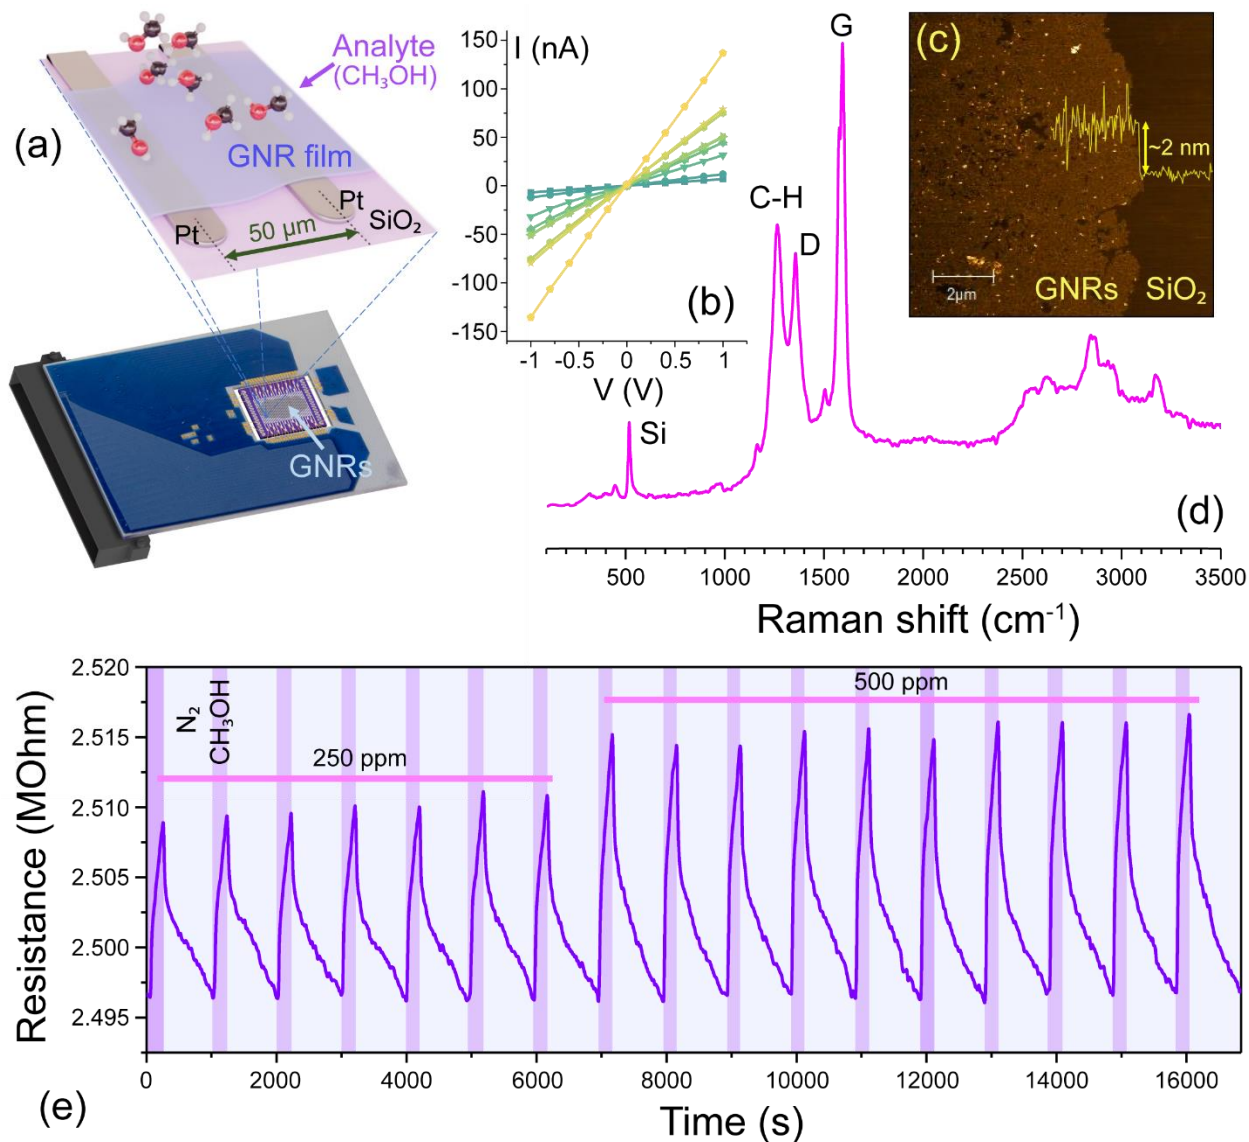 (a)
Analyte
(CH₃OH)
GNR film
Pt
Pt
SiO₂
50 µm
GNRs
I (nA)
150
100
50
0
-50
-100
-150
-1
-0.5
0
0.5
1
V (V)
(b)
(c)
~2 nm
2µm
GNRs
SiO₂
G
C-H
D
Si
(d)
500
1000
1500
2000
2500
3000
3500
Raman shift (cm⁻¹)
2.520
2.515
2.510
2.505
2.500
2.495
Resistance (MOhm)
N₂
CH₃OH
250 ppm
500 ppm
0
2000
4000
6000
8000
10000
12000
14000
16000
Time (s)
(e)